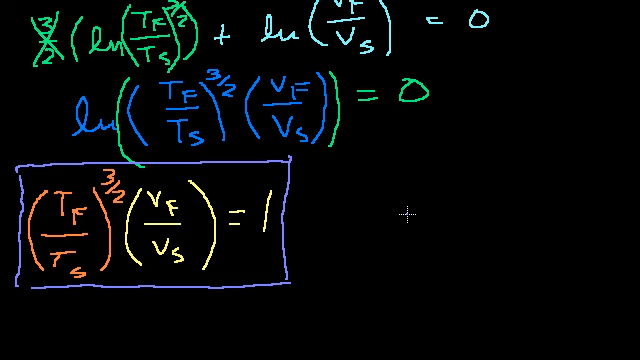 3/2 (ln(T_F/T_S)^3/2) + ln(V_F/V_S) = 0
ln((T_F/T_S)^3/2 (V_F/V_S)) = 0
(T_F/T_S)^3/2 (V_F/V_S) = 1